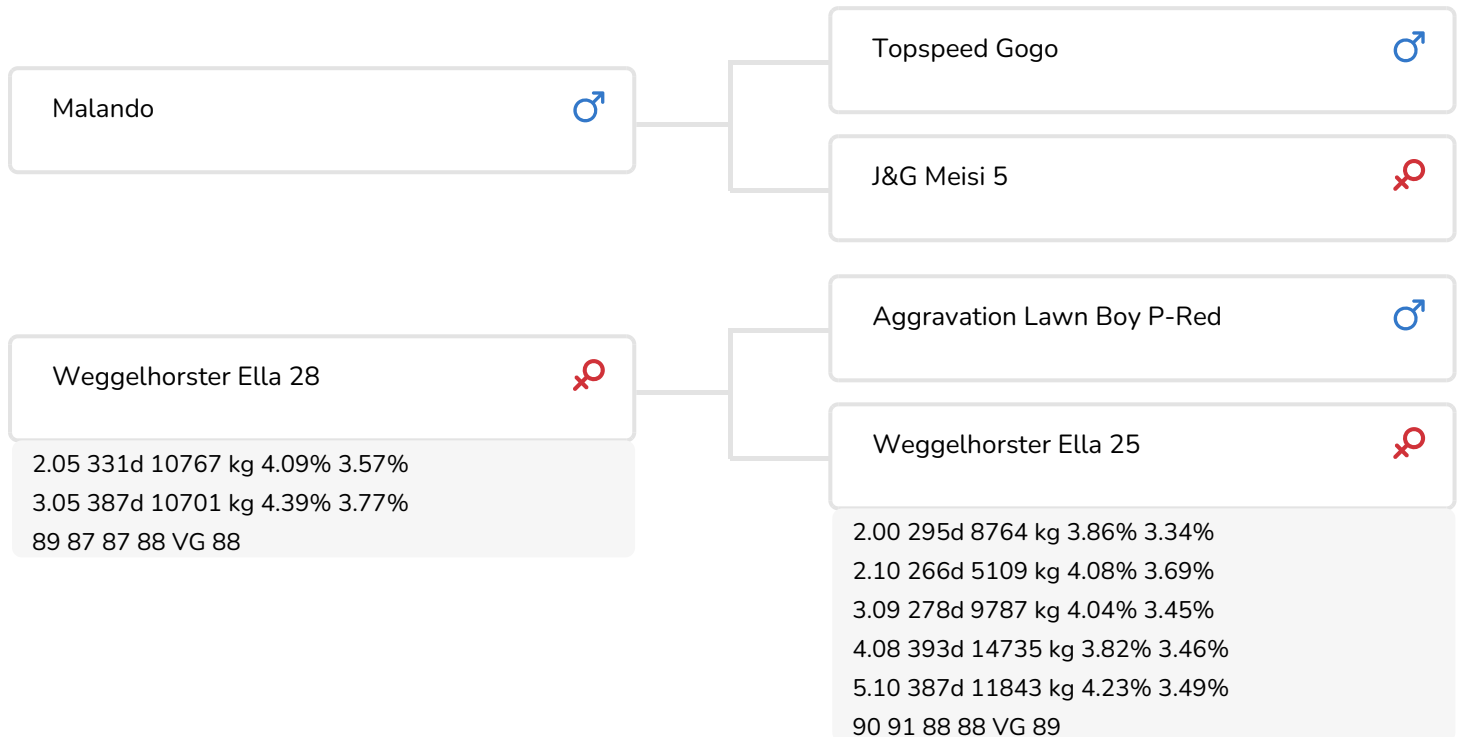 Malando
Topspeed Gogo
J&G Meisi 5
Weggelhorster Ella 28
2.05 331d 10767 kg 4.09% 3.57%
3.05 387d 10701 kg 4.39% 3.77%
89 87 87 88 VG 88
Aggravation Lawn Boy P-Red
Weggelhorster Ella 25
2.00 295d 8764 kg 3.86% 3.34%
2.10 266d 5109 kg 4.08% 3.69%
3.09 278d 9787 kg 4.04% 3.45%
4.08 393d 14735 kg 3.82% 3.46%
5.10 387d 11843 kg 4.23% 3.49%
90 91 88 88 VG 89